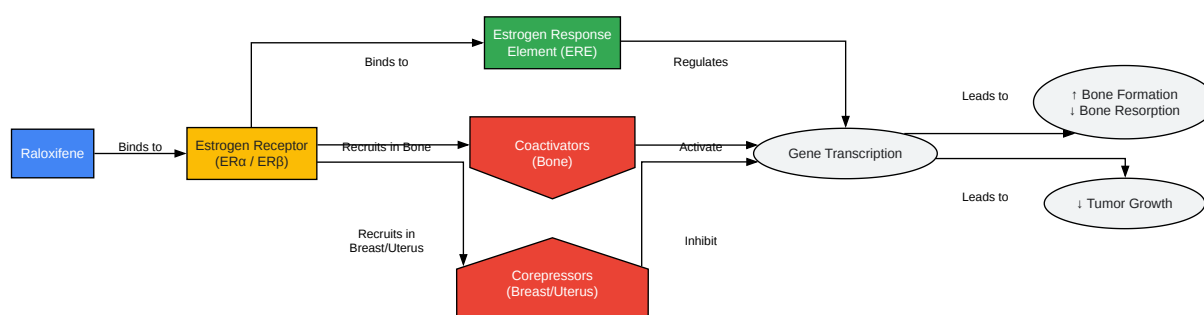 Estrogen Response
Element (ERE)
Binds to
Regulates
Leads to
↑ Bone Formation
↓ Bone Resorption
Raloxifene
Binds to
Estrogen Receptor
(ERα / ERβ)
Recruits in Bone
Coactivators
(Bone)
Activate
Gene Transcription
Leads to
↓ Tumor Growth
Recruits in
Breast/Uterus
Inhibit
Corepressors
(Breast/Uterus)